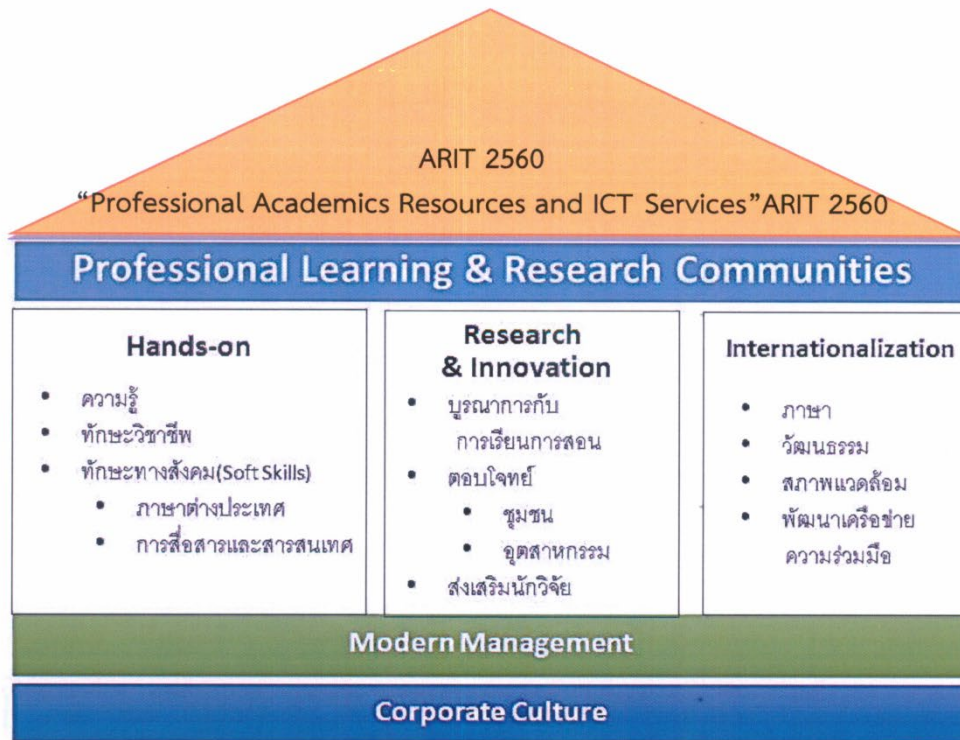 ARIT 2560
“Professional Academics Resources and ICT Services”ARIT 2560
Professional Learning & Research Communities
Hands-on
• ความรู้
• ทักษะวิชาชีพ
• ทักษะทางสังคม(Soft Skills)
• ภาษาต่างประเทศ
• การสื่อสารและสารสนเทศ
Research
& Innovation
• บูรณาการกับ
การเรียนการสอน
• ตอบโจทย์
• ชุมชน
• อุตสาหกรรม
• ส่งเสริมนักวิจัย
Internationalization
• ภาษา
• วัฒนธรรม
• สภาพแวดล้อม
• พัฒนาเครือข่าย
ความร่วมมือ
Modern Management
Corporate Culture